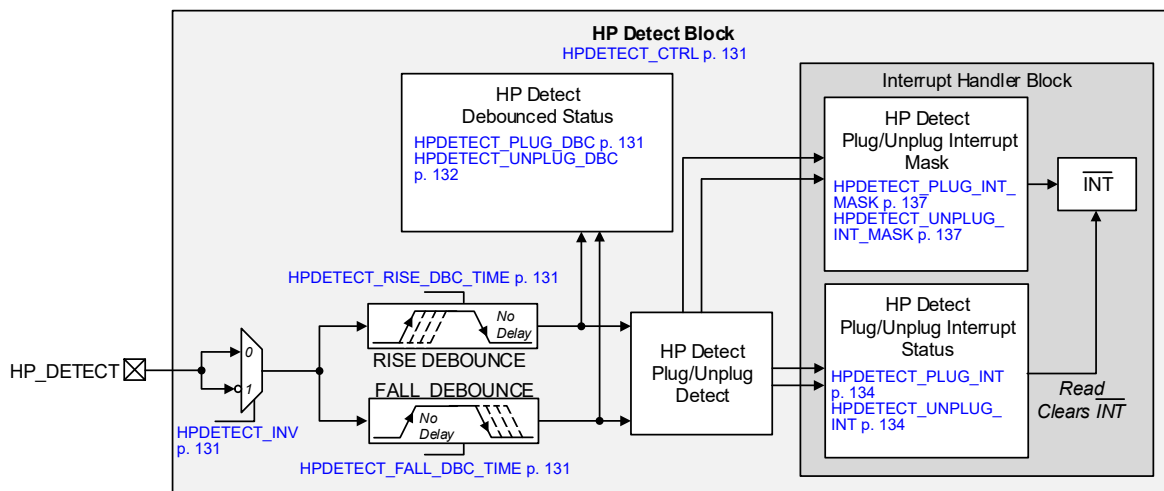 HP Detect Block
HPDETECT_CTRL p. 131
HP Detect
Debounced Status
HPDETECT_PLUG_DBC p. 131
HPDETECT_UNPLUG_DBC
p. 132
Interrupt Handler Block
HP Detect
Plug/Unplug Interrupt
Mask
HPDETECT_PLUG_INT_
MASK p. 137
HPDETECT_UNPLUG_
INT_MASK p. 137
INT
HPDETECT_RISE_DBC_TIME p. 131
No
Delay
RISE DEBOUNCE
HP_DETECT
0
1
HPDETECT_INV
p. 131
FALL DEBOUNCE
No
Delay
HPDETECT_FALL_DBC_TIME p. 131
HP Detect
Plug/Unplug
Detect
HP Detect
Plug/Unplug Interrupt
Status
HPDETECT_PLUG_INT
p. 134
HPDETECT_UNPLUG_
INT p. 134
Read
Clears INT